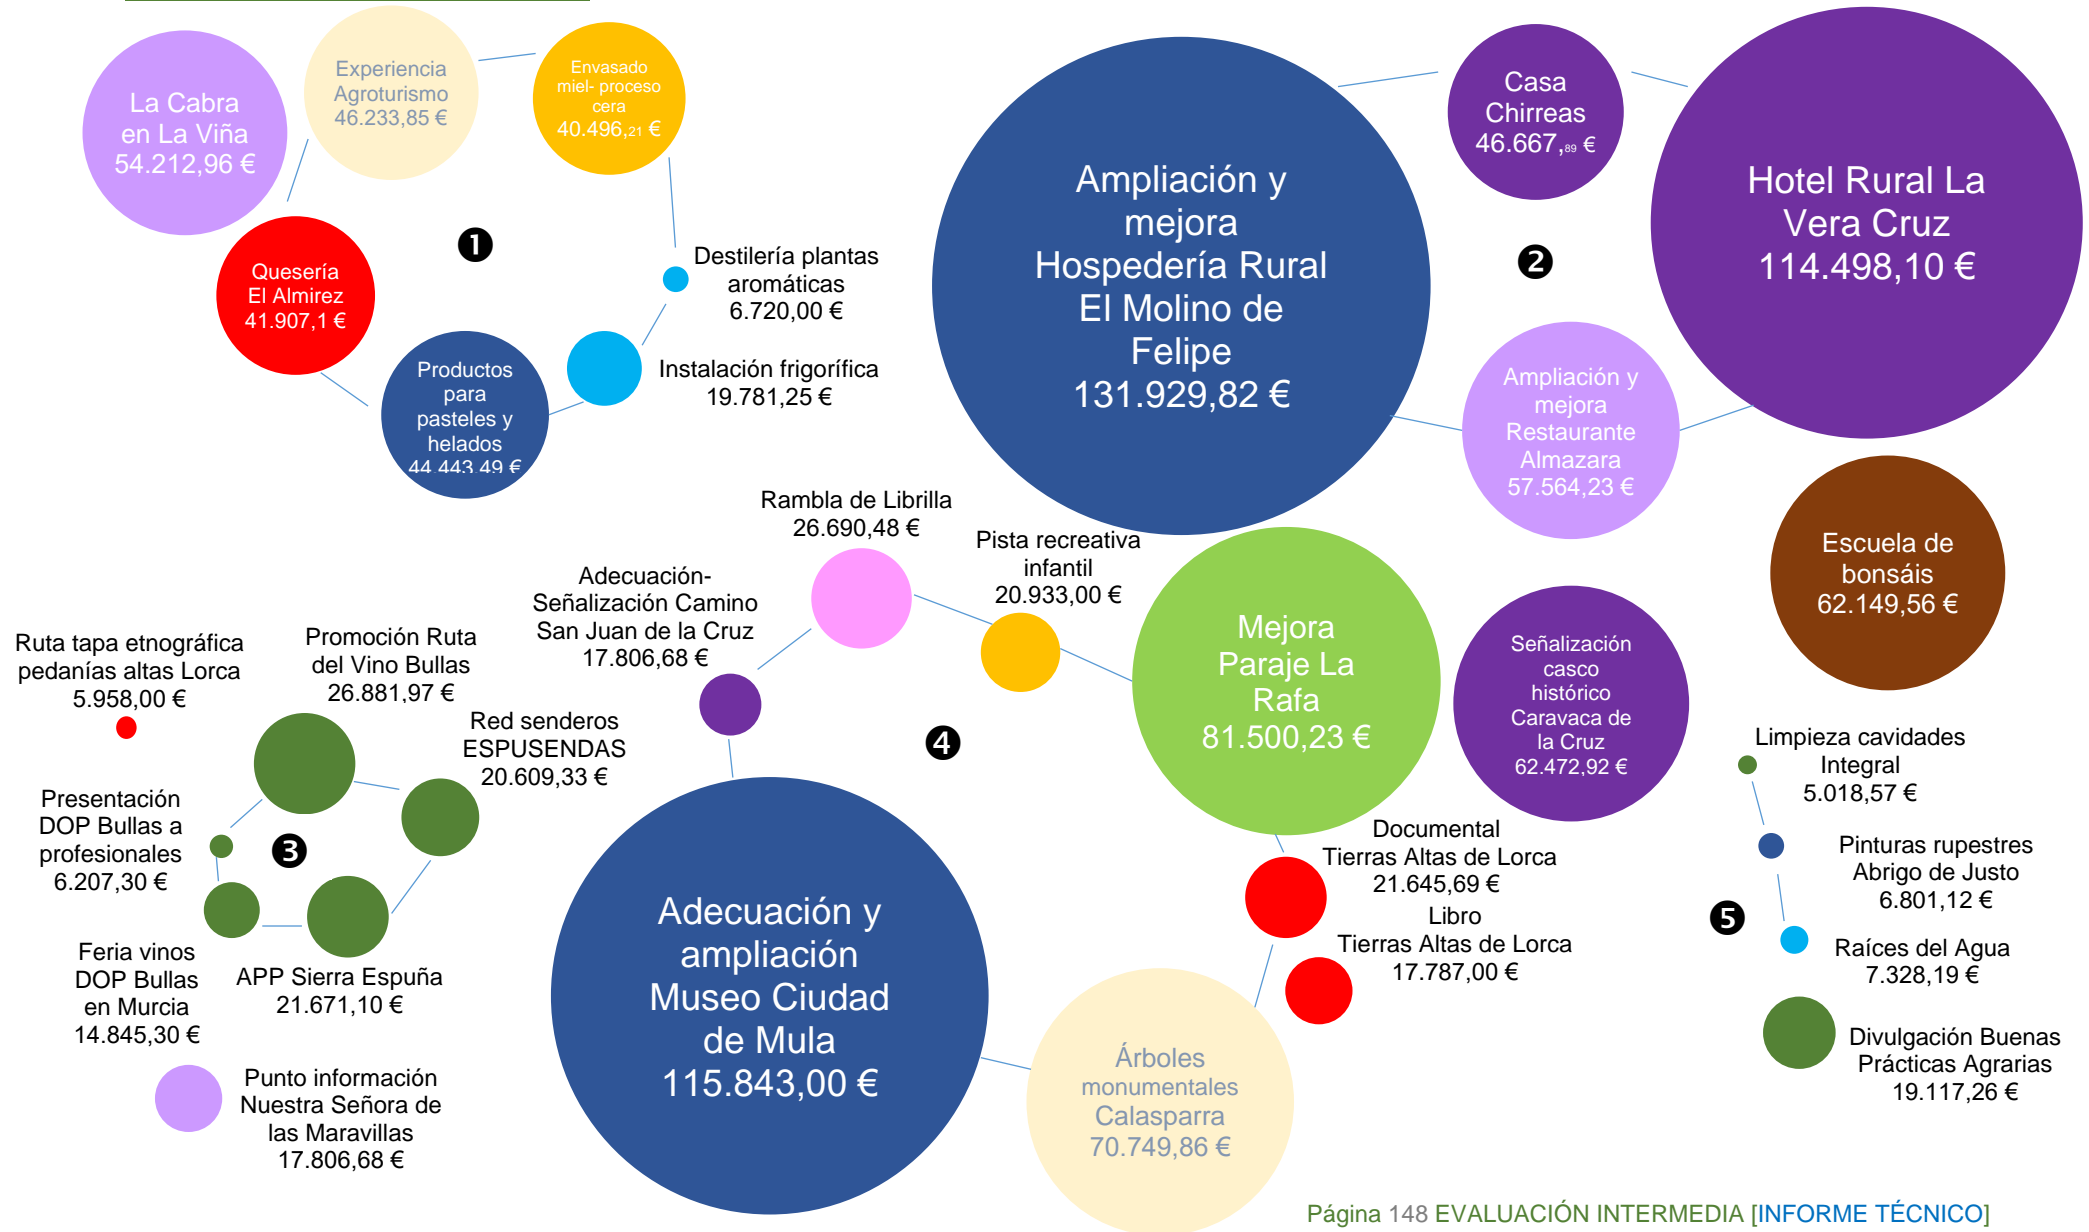 La Cabra
en La Viña
54.212,96 €
Experiencia
Agroturismo
46.233,85 €
Envasado
miel- proceso
cera
40.496,21 €
Quesería
El Almirez
41.907,1 €
❶
Destilería plantas
aromáticas
6.720,00 €
Instalación frigorífica
19.781,25 €
Productos
para
pasteles y
helados
44.443,49 €
Ampliación y
mejora
Hospedería Rural
El Molino de
Felipe
131.929,82 €
Casa
Chirreas
46.667,89 €
❷
Hotel Rural La
Vera Cruz
114.498,10 €
Ampliación y
mejora
Restaurante
Almazara
57.564,23 €
Escuela de
bonsáis
62.149,56 €
Rambla de Librilla
26.690,48 €
Pista recreativa
infantil
20.933,00 €
Adecuación-
Señalización Camino
San Juan de la Cruz
17.806,68 €
Mejora
Paraje La
Rafa
81.500,23 €
Señalización
casco
histórico
Caravaca de
la Cruz
62.472,92 €
❹
Ruta tapa etnográfica
pedanías altas Lorca
5.958,00 €
Promoción Ruta
del Vino Bullas
26.881,97 €
Red senderos
ESPUSENDAS
20.609,33 €
Presentación
DOP Bullas a
profesionales
6.207,30 €
❸
Feria vinos
DOP Bullas
en Murcia
14.845,30 €
APP Sierra Espuña
21.671,10 €
Punto información
Nuestra Señora de
las Maravillas
17.806,68 €
Adecuación y
ampliación
Museo Ciudad
de Mula
115.843,00 €
Documental
Tierras Altas de Lorca
21.645,69 €
Libro
Tierras Altas de Lorca
17.787,00 €
Árboles
monumentales
Calasparra
70.749,86 €
Limpieza cavidades
Integral
5.018,57 €
Pinturas rupestres
Abrigo de Justo
6.801,12 €
❺
Raíces del Agua
7.328,19 €
Divulgación Buenas
Prácticas Agrarias
19.117,26 €
Página 148 EVALUACIÓN INTERMEDIA [INFORME TÉCNICO]